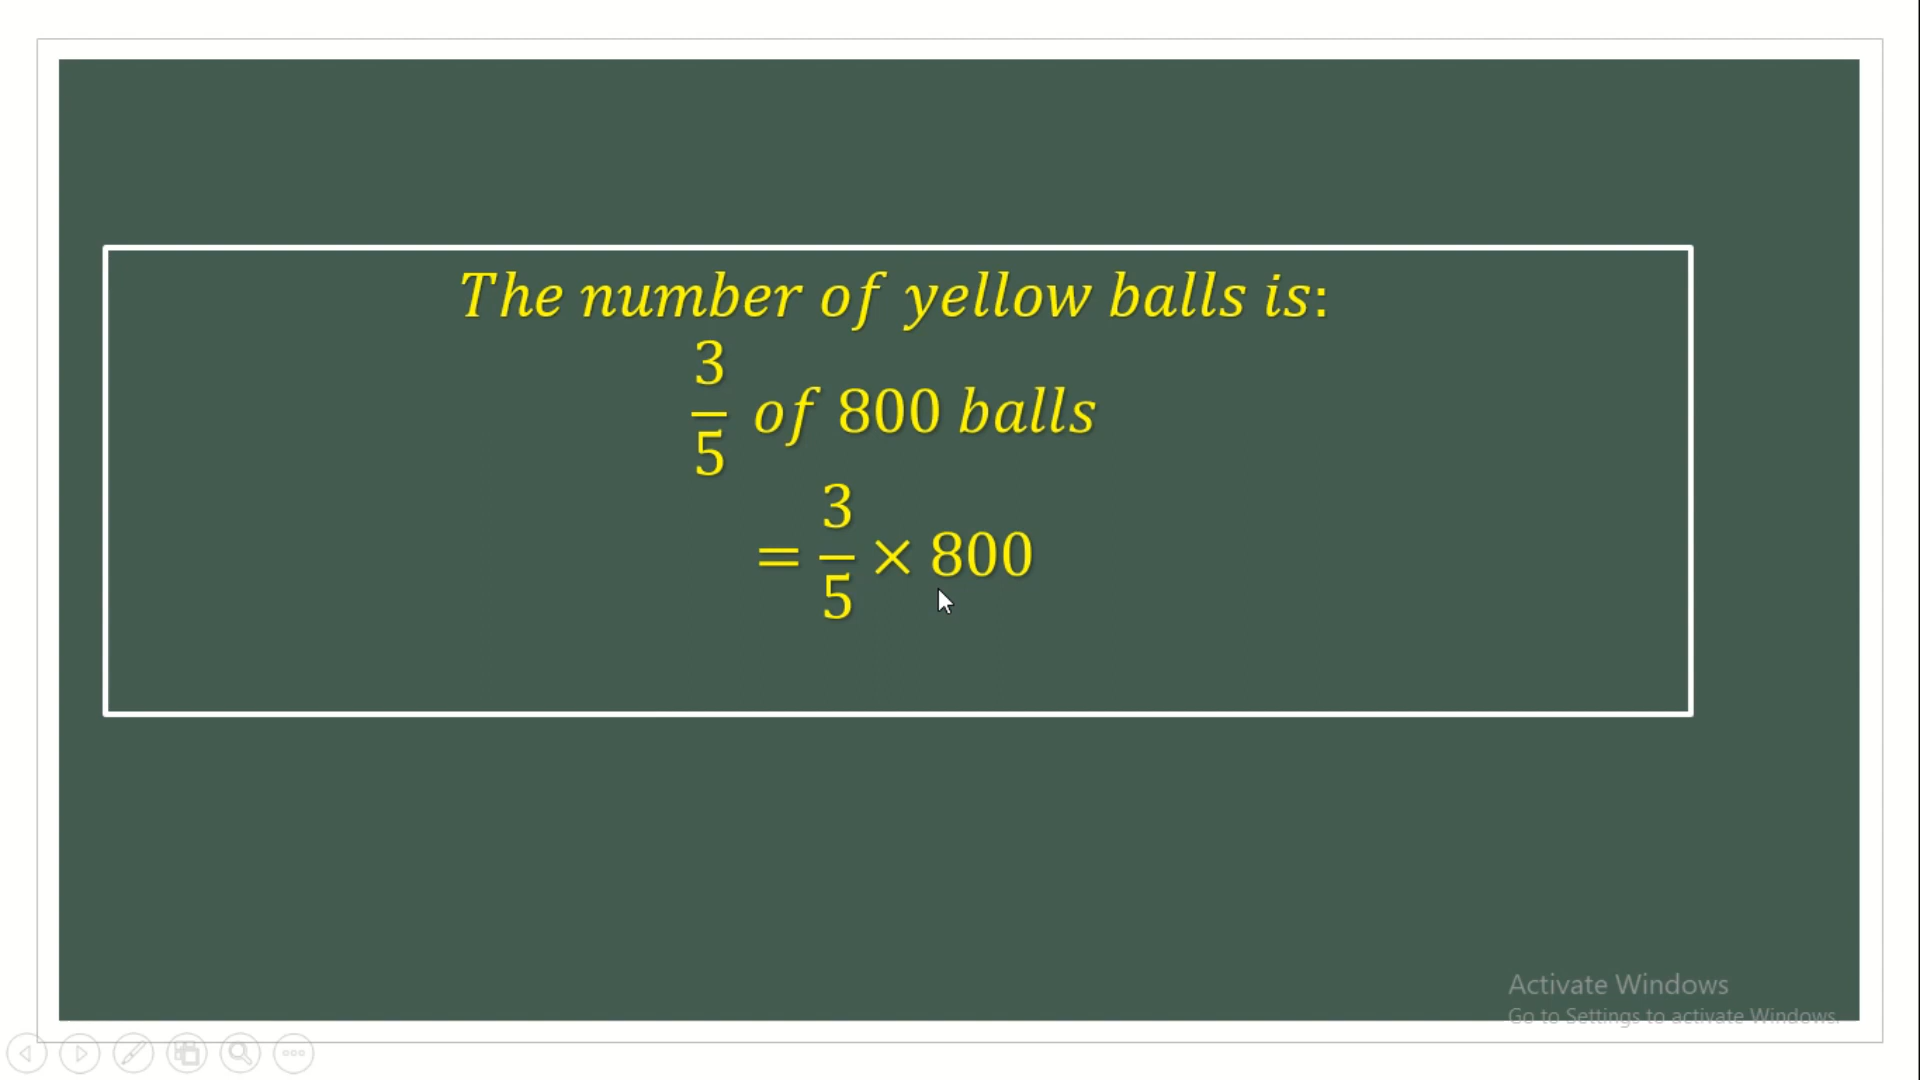 The number of yellow balls is:
3/5 of 800 balls
= 3/5 × 800
Activate Windows
Go to Settings to activate Windows.